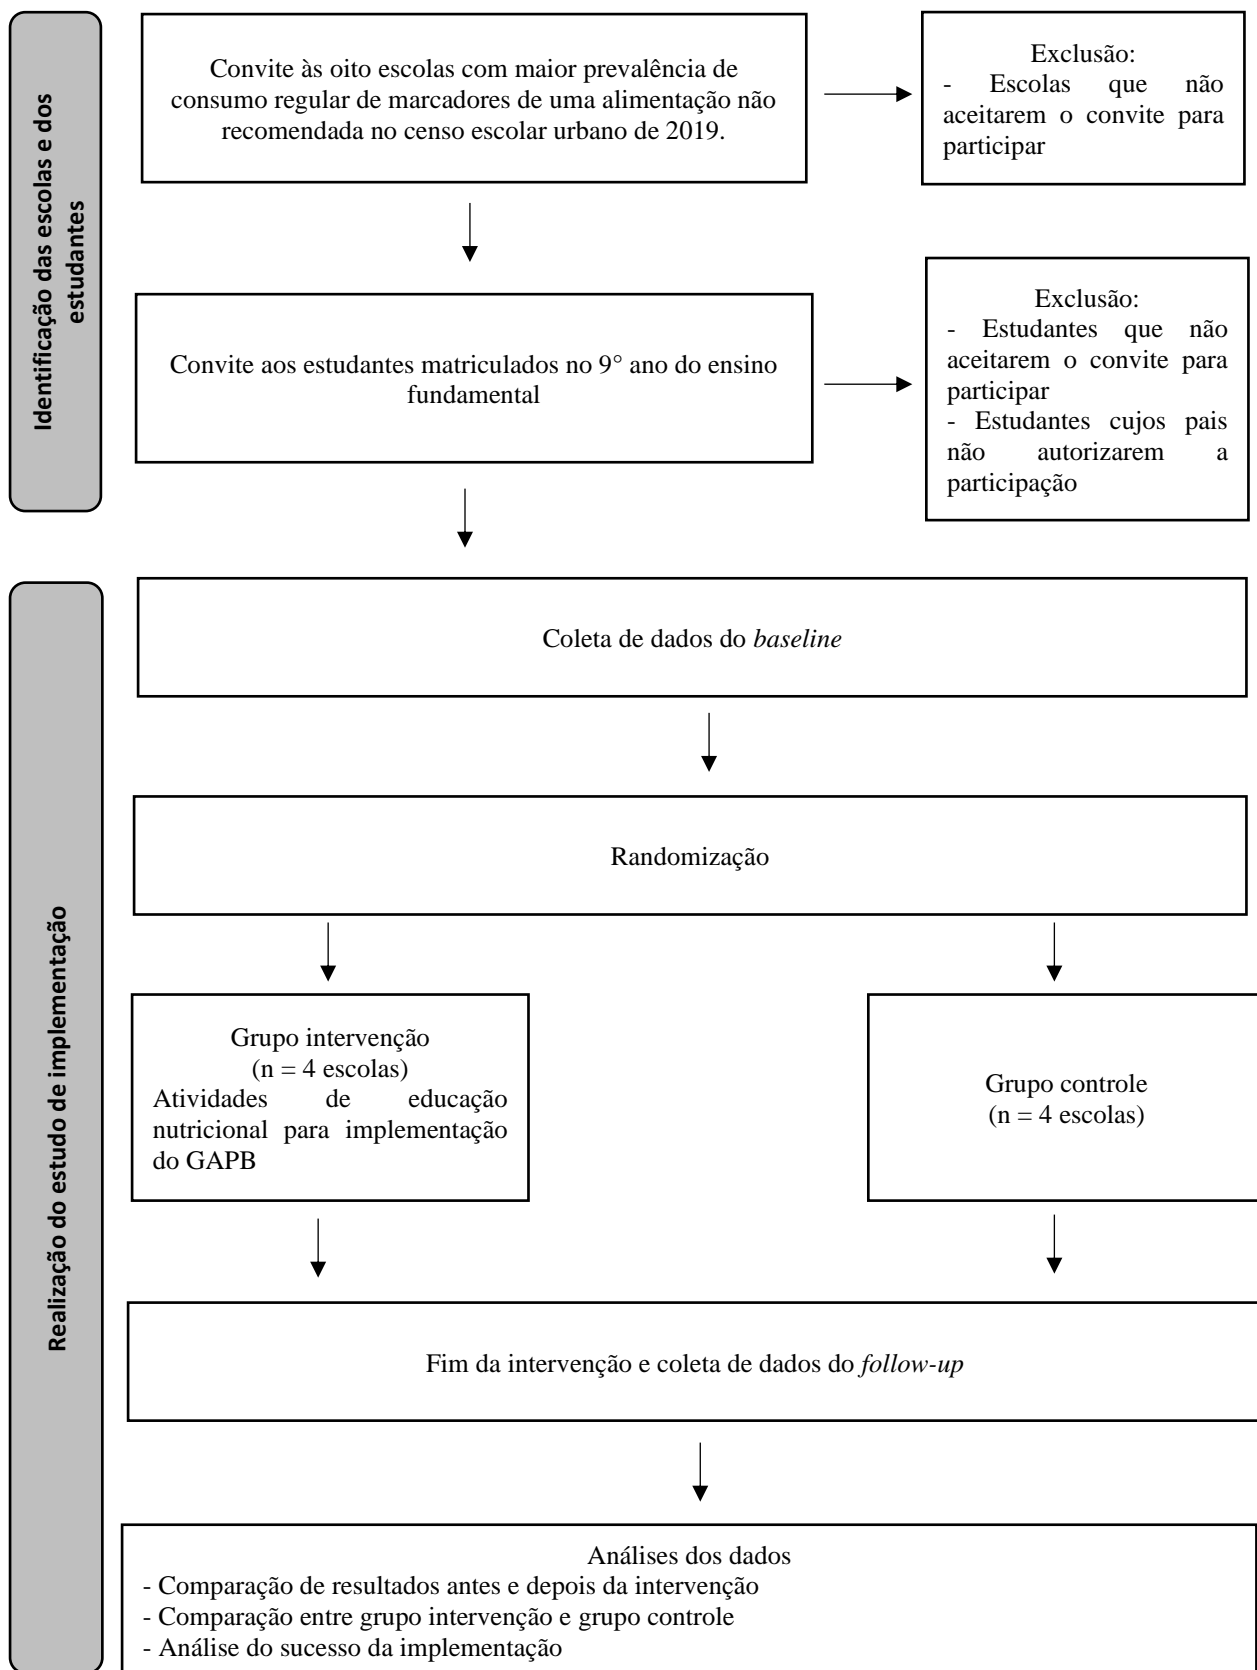 Identificação das escolas e dos
estudantes
Convite às oito escolas com maior prevalência de
consumo regular de marcadores de uma alimentação não
recomendada no censo escolar urbano de 2019.
Exclusão:
- Escolas que não
aceitarem o convite para
participar
Convite aos estudantes matriculados no 9° ano do ensino
fundamental
Exclusão:
- Estudantes que não
aceitarem o convite para
participar
- Estudantes cujos pais
não autorizarem a
participação
Realização do estudo de implementação
Coleta de dados do baseline
Randomização
Grupo intervenção
(n = 4 escolas)
Atividades de educação
nutricional para implementação
do GAPB
Grupo controle
(n = 4 escolas)
Fim da intervenção e coleta de dados do follow-up
Análises dos dados
- Comparação de resultados antes e depois da intervenção
- Comparação entre grupo intervenção e grupo controle
- Análise do sucesso da implementação